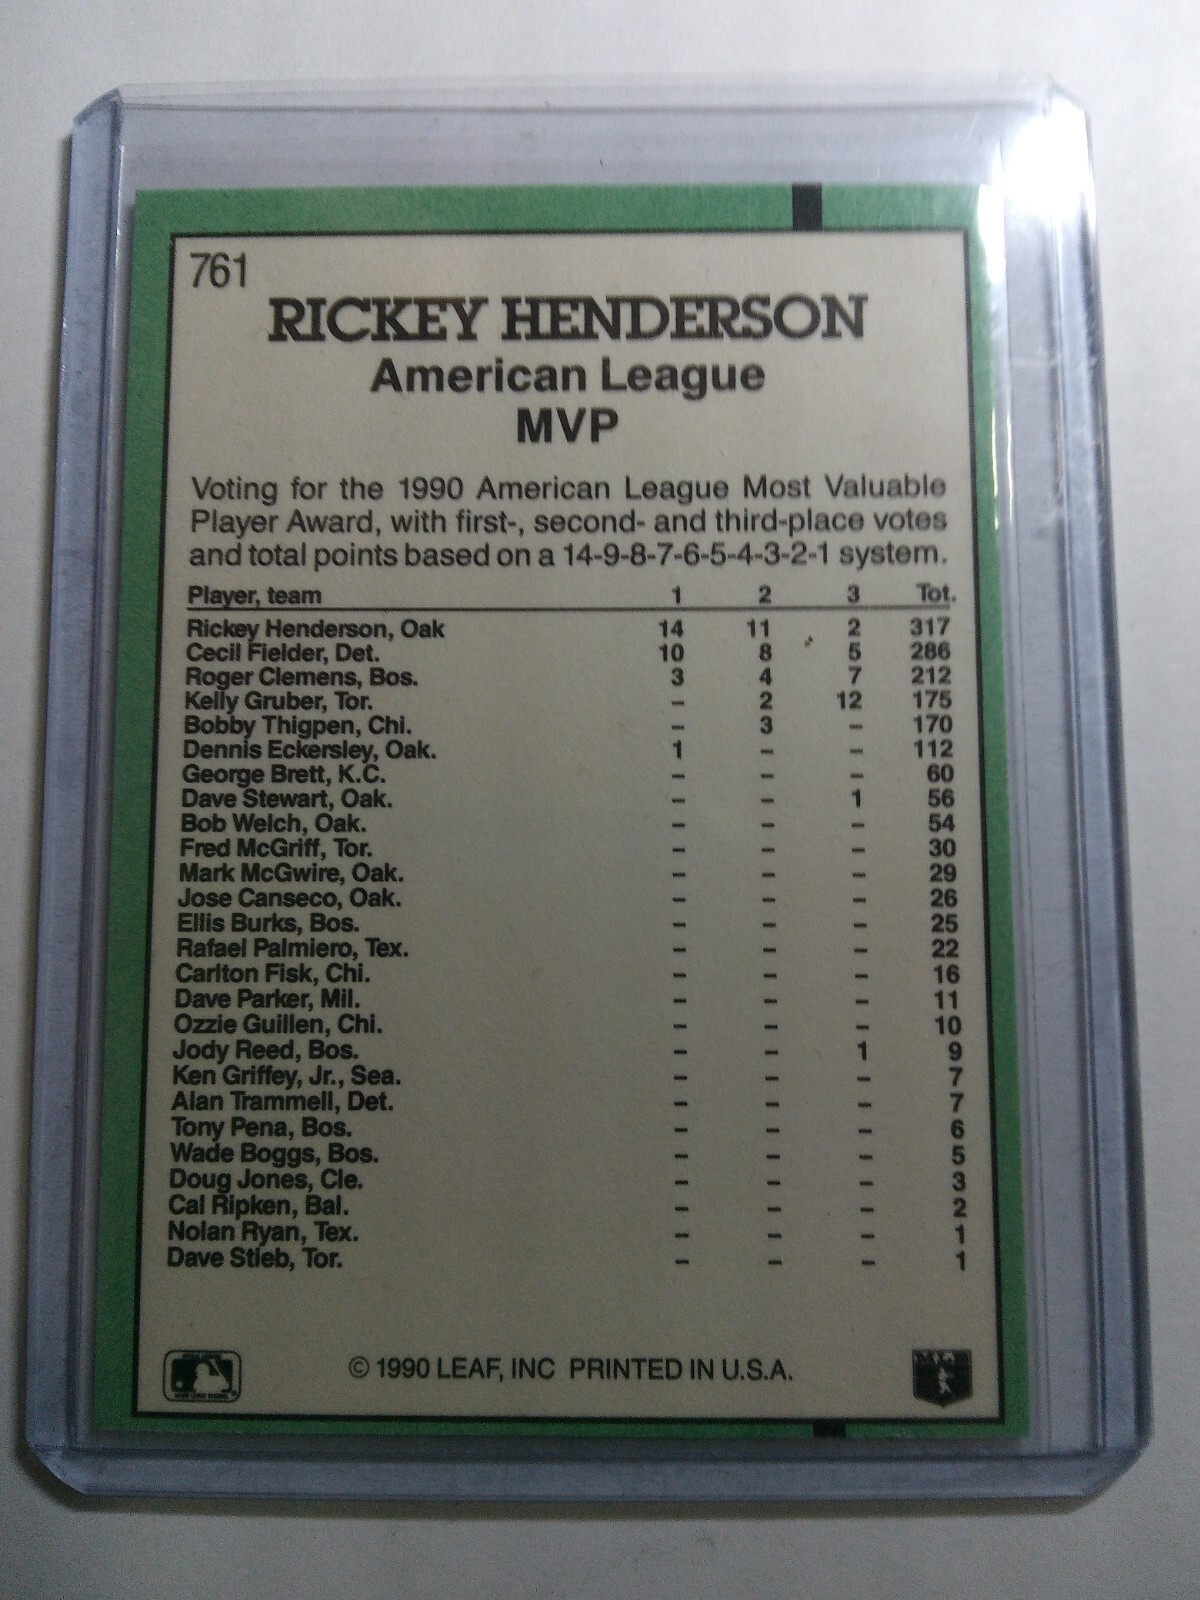 761
RICKEY HENDERSON
American League
MVP
Voting for the 1990 American League Most Valuable
Player Award, with first-, second- and third-place votes
and total points based on a 14-9-8-7-6-5-4-3-2-1 system.
Player, team 1 2 3 Tot.
Rickey Henderson, Oak 14 11 2 317
Cecil Fielder, Det. 10 8 5 286
Roger Clemens, Bos. 3 4 7 212
Kelly Gruber, Tor. – 2 12 175
Bobby Thigpen, Chi. – 3 – 170
Dennis Eckersley, Oak. 1 – – 112
George Brett, K.C. – – – 60
Dave Stewart, Oak. – – 1 56
Bob Welch, Oak. – – – 54
Fred McGriff, Tor. – – – 30
Mark McGwire, Oak. – – – 29
Jose Canseco, Oak. – – – 26
Ellis Burks, Bos. – – – 25
Rafael Palmiero, Tex. – – – 22
Carlton Fisk, Chi. – – – 16
Dave Parker, Mil. – – – 11
Ozzie Guillen, Chi. – – – 10
Jody Reed, Bos. – – 1 9
Ken Griffey, Jr., Sea. – – – 7
Alan Trammell, Det. – – – 7
Tony Pena, Bos. – – – 6
Wade Boggs, Bos. – – – 5
Doug Jones, Cle. – – – 3
Cal Ripken, Bal. – – – 2
Nolan Ryan, Tex. – – – 1
Dave Stieb, Tor. – – – 1
© 1990 LEAF, INC PRINTED IN U.S.A.